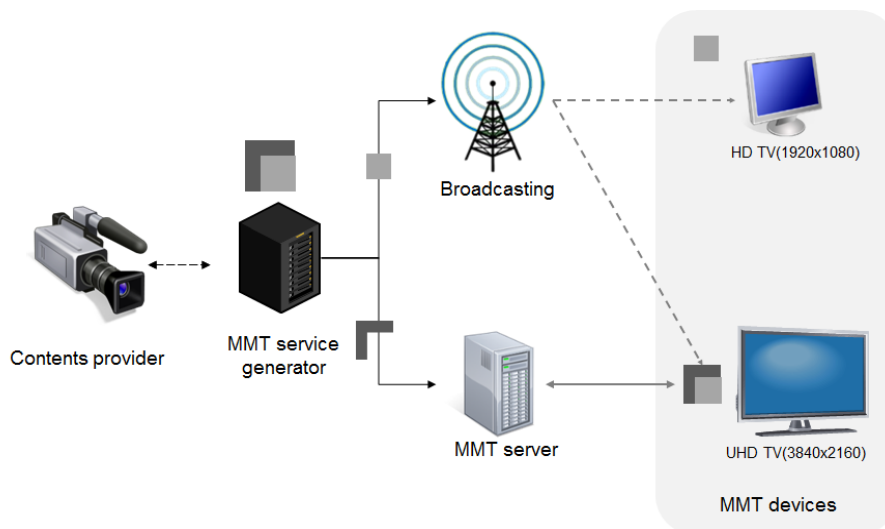 HD TV(1920x1080)
Broadcasting
Contents provider
MMT service
generator
MMT server
UHD TV(3840x2160)
MMT devices